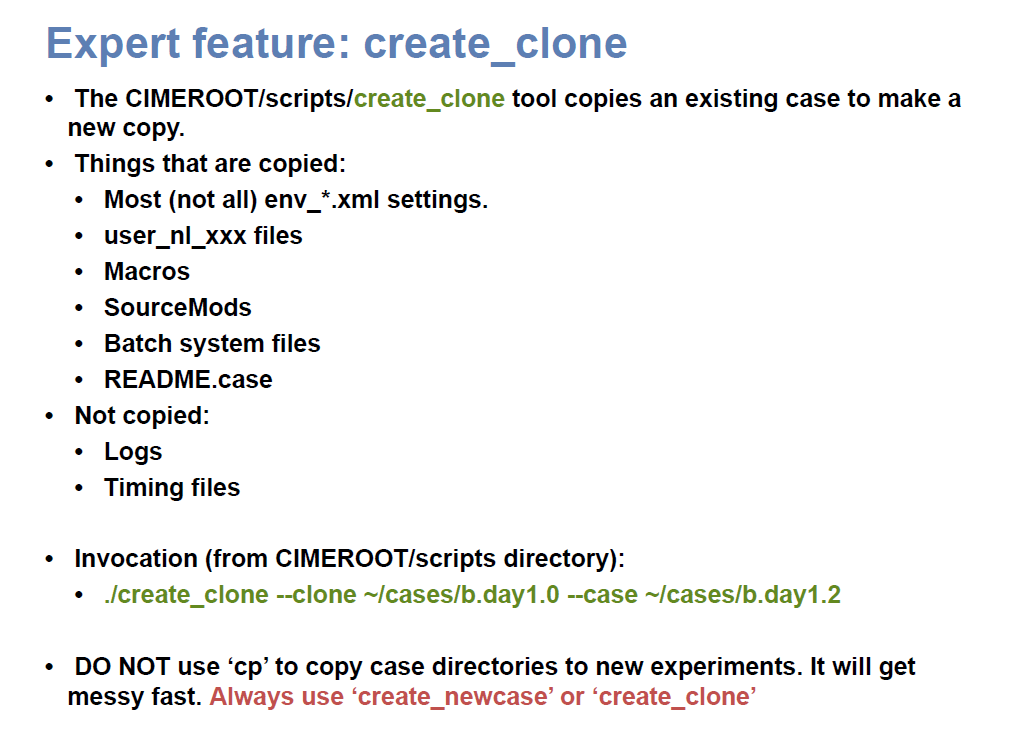 Expert feature: create_clone
• The CIMEROOT/scripts/create_clone tool copies an existing case to make a
new copy.
• Things that are copied:
• Most (not all) env_*.xml settings.
• user_nl_xxx files
• Macros
• SourceMods
• Batch system files
• README.case
• Not copied:
• Logs
• Timing files
• Invocation (from CIMEROOT/scripts directory):
• ./create_clone --clone ~/cases/b.day1.0 --case ~/cases/b.day1.2
• DO NOT use ‘cp’ to copy case directories to new experiments. It will get
messy fast. Always use ‘create_newcase’ or ‘create_clone’